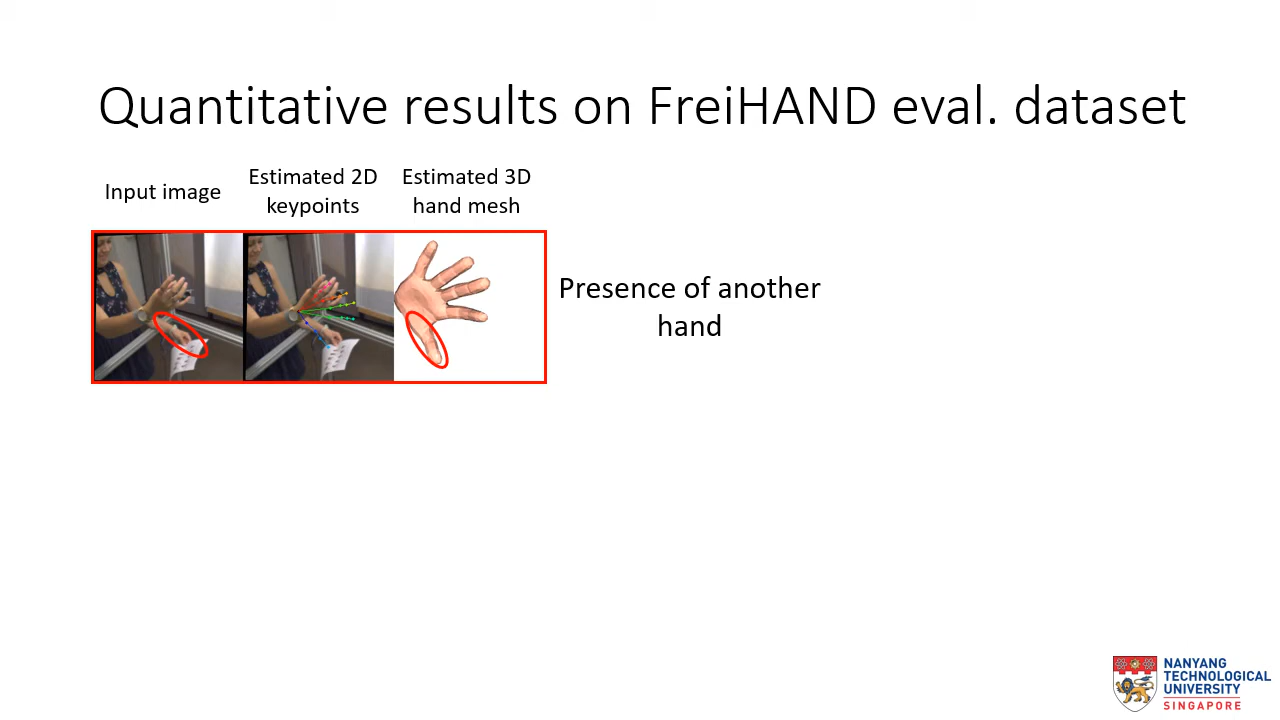 Quantitative results on FreiHAND eval. dataset
Input image
Estimated 2D
keypoints
Estimated 3D
hand mesh
Presence of another
hand
NANYANG
TECHNOLOGICAL
UNIVERSITY
SINGAPORE